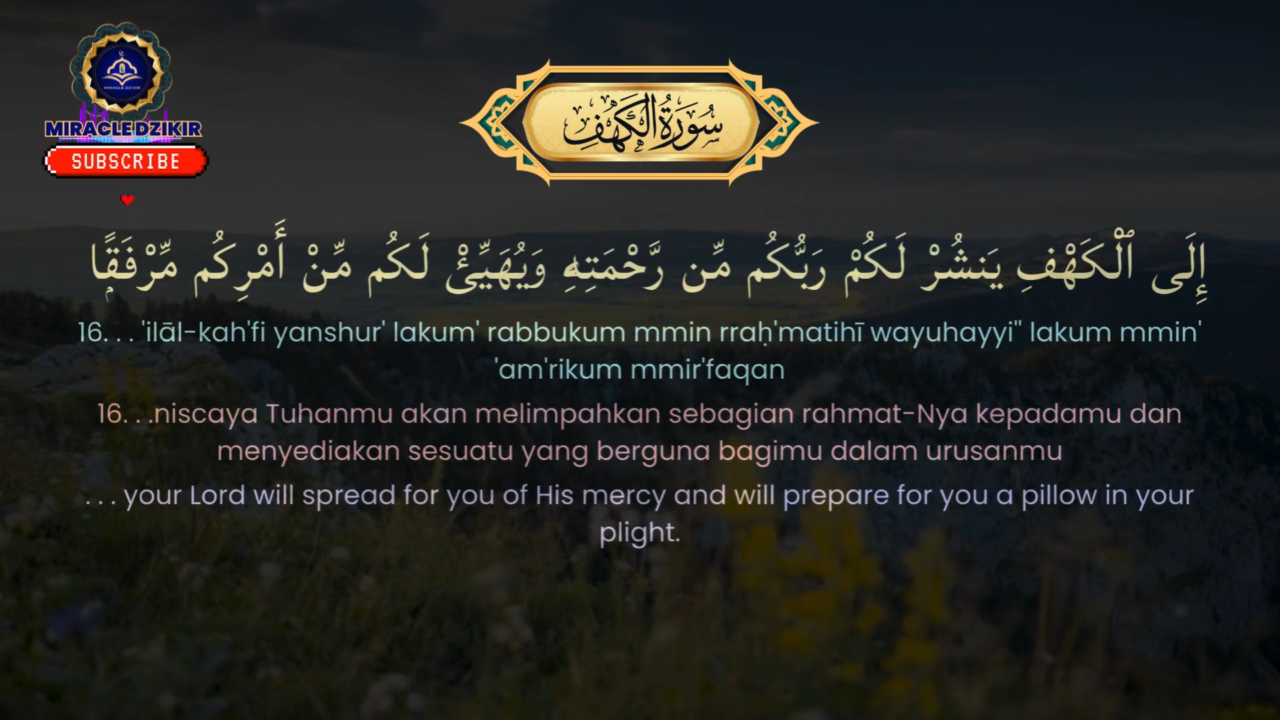 MIRACLE DZIKIR
SUBSCRIBE
سُورَةُ الْكَهْفِ
إِلَى ٱلْكَهْفِ يَنشُرْ لَكُمْ رَبُّكُم مِّن رَّحْمَتِهِۦ وَيُهَيِّئْ لَكُم مِّنْ أَمْرِكُم مِّرْفَقًۭا
16. . . 'ilāl-kah'fi yanshur' lakum' rabbukum mmin rraḥ'matihī wayuhayyi" lakum mmin'
'am'rikum mmir'faqan
16. . .niscaya Tuhanmu akan melimpahkan sebagian rahmat-Nya kepadamu dan
menyediakan sesuatu yang berguna bagimu dalam urusanmu
. . . your Lord will spread for you of His mercy and will prepare for you a pillow in your
plight.